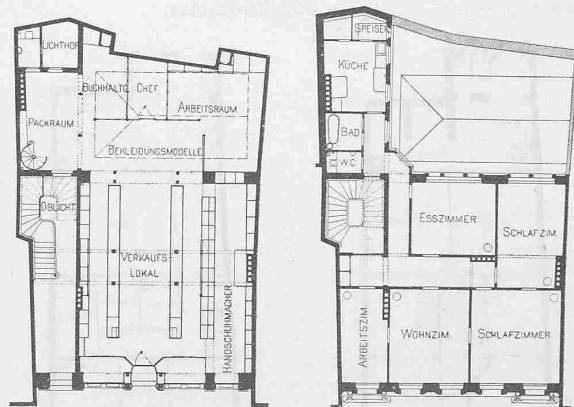 LICHTHOF
BUCHHALTG.
CHEF
ARBEITSRAUM
PACKRAUM
BEKLEIDUNGSMODELLE
OBLICHT
VERKAUFS
LOKAL
HANDSCHUHMACHER
SPEISEK
KÜCHE
BAD
W.C.
ESSZIMMER
SCHLAFZIM.
ARBEITSZIM.
WOHNZIM.
SCHLAFZIMMER